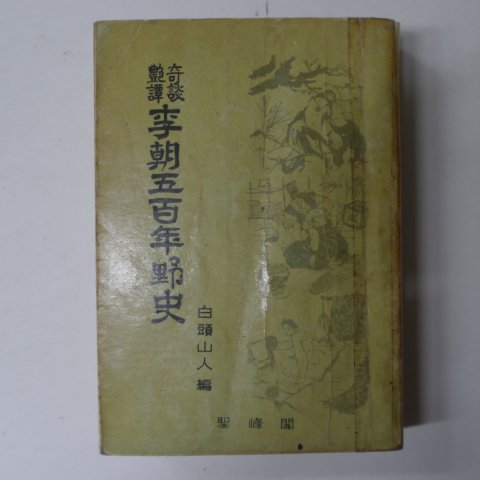 奇談
艶譚
李朝五百年野史
白頭山人 編
聖峰閣